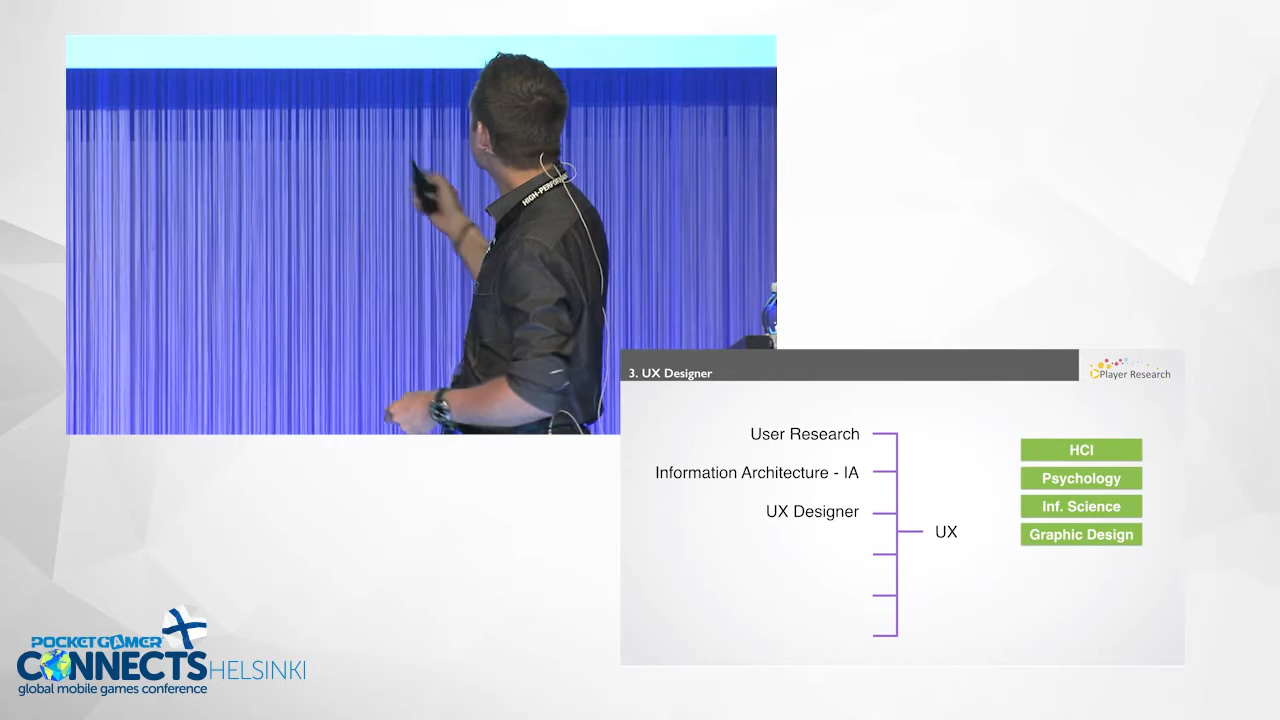 HIGH-PERFORM
3. UX Designer
Player Research
User Research
Information Architecture - IA
UX Designer
UX
HCI
Psychology
Inf. Science
Graphic Design
POCKETGAMER
CONNECTS HELSINKI
global mobile games conference